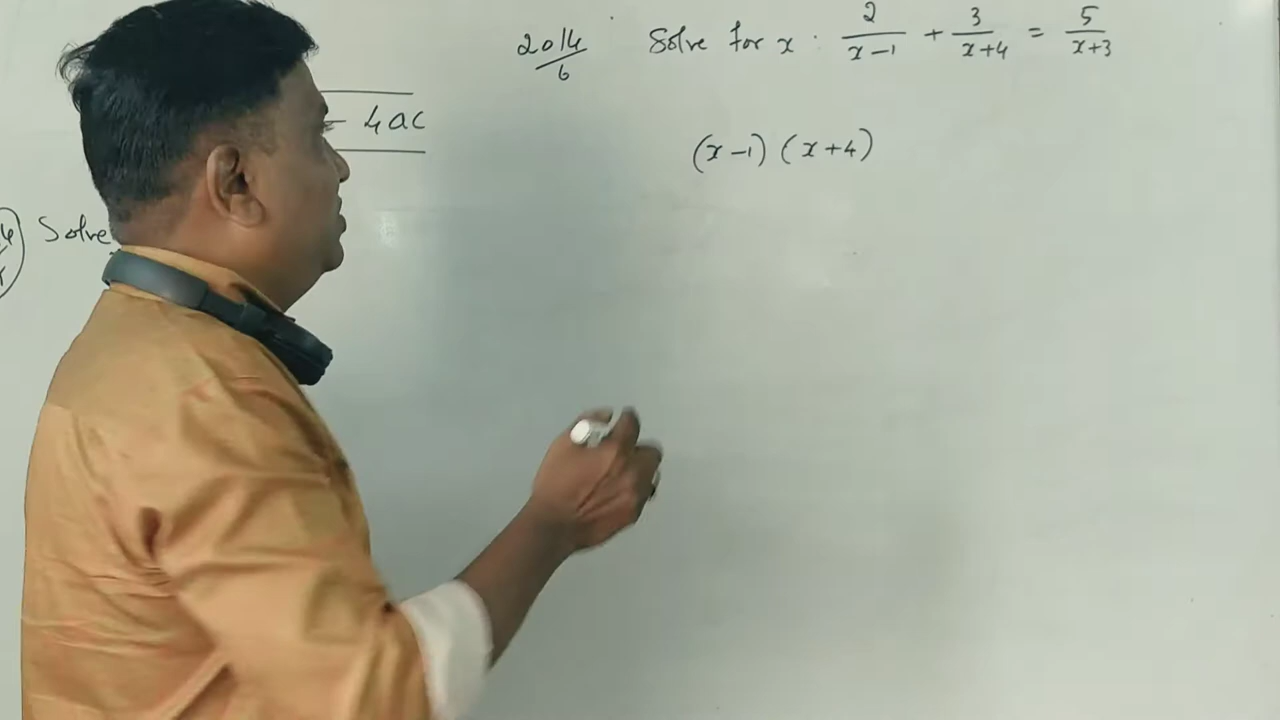 2014/6 Solve for x : 2/(x-1) + 3/(x+4) = 5/(x+3)
- 4ac
(x-1) (x+4)
Solve